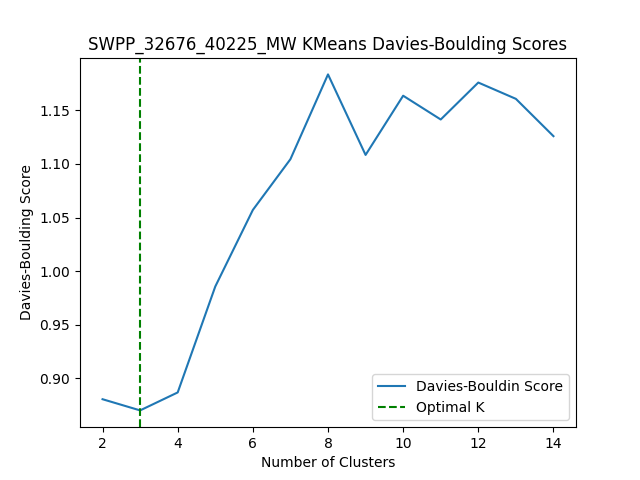 SWPP_32676_40225_MW KMeans Davies-Boulding Scores
Davies-Boulding Score
1.15
1.10
1.05
1.00
0.95
0.90
Davies-Bouldin Score
Optimal K
2 4 6 8 10 12 14
Number of Clusters